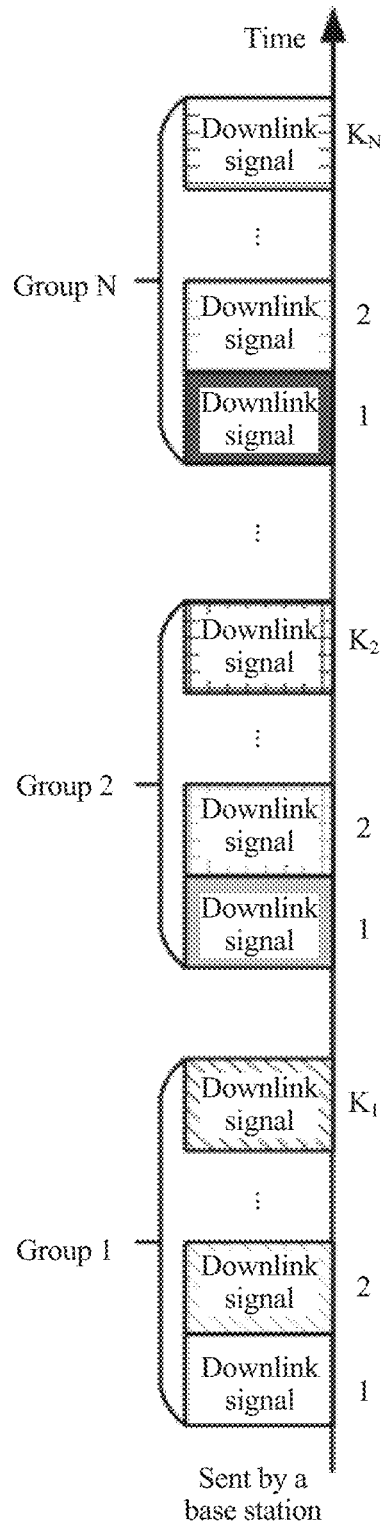 Time
Downlink
signal
K_N
⋮
Group N
Downlink
signal
2
Downlink
signal
1
⋮
Downlink
signal
K_2
⋮
Group 2
Downlink
signal
2
Downlink
signal
1
Downlink
signal
K_1
⋮
Group 1
Downlink
signal
2
Downlink
signal
1
Sent by a
base station